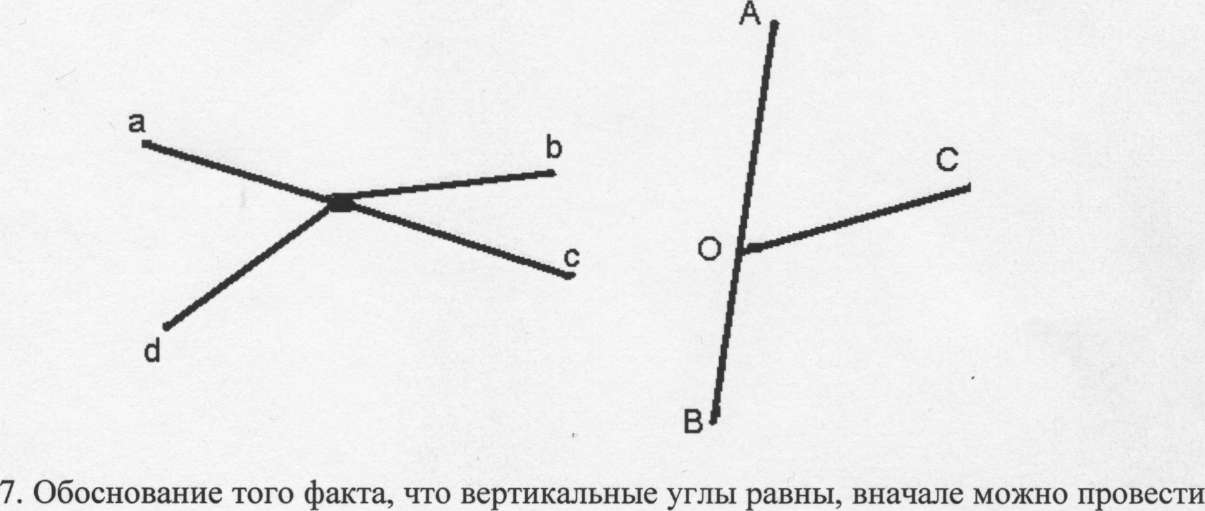 A
a
b
C
O
c
d
B
7. Обоснование того факта, что вертикальные углы равны, вначале можно провести